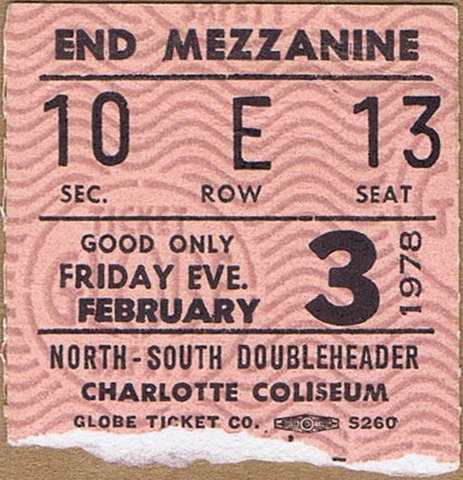 END MEZZANINE
10 E 13
SEC. ROW SEAT
GOOD ONLY
FRIDAY EVE.
FEBRUARY 3 1978
NORTH-SOUTH DOUBLEHEADER
CHARLOTTE COLISEUM
GLOBE TICKET CO. S260